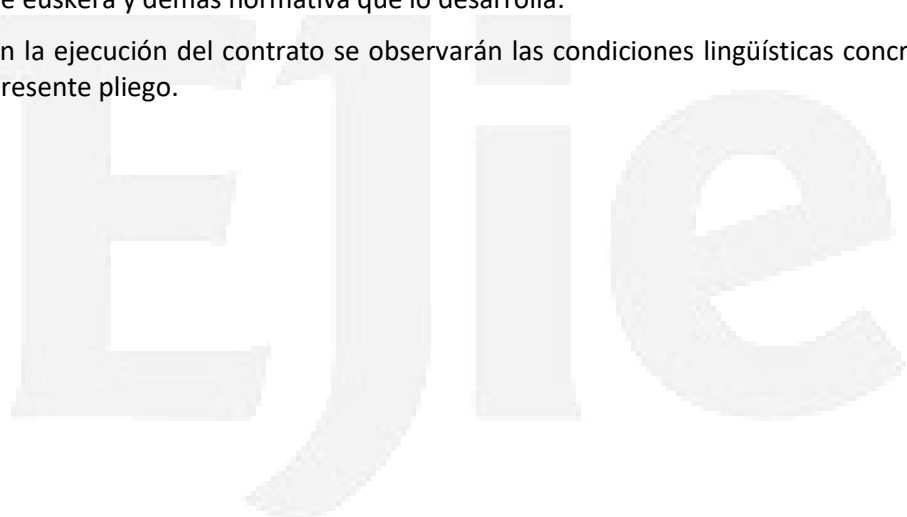 e euskera y demás normativa que lo desarrolla.
n la ejecución del contrato se observarán las condiciones lingüísticas concr
resente pliego.
Ejie